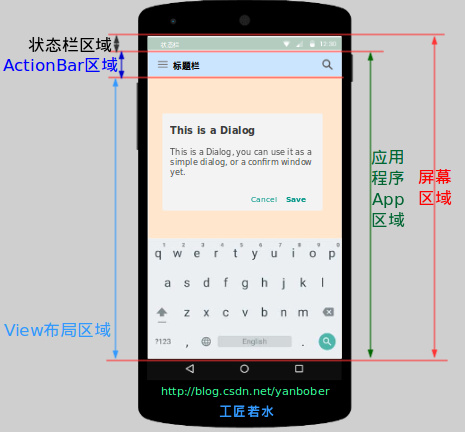 状态栏区域
ActionBar区域
View布局区域
状态栏
12:00
标题栏
This is a Dialog
This is a Dialog, you can use it as a
simple dialog, or a confirm window
yet.
Cancel Save
1 2 3 4 5 6 7 8 9 0
q w e r t y u i o p
a s d f g h j k l
z x c v b n m
?123 , English .
http://blog.csdn.net/yanbober
工匠若水
应用
程序
App
区域
屏幕
区域